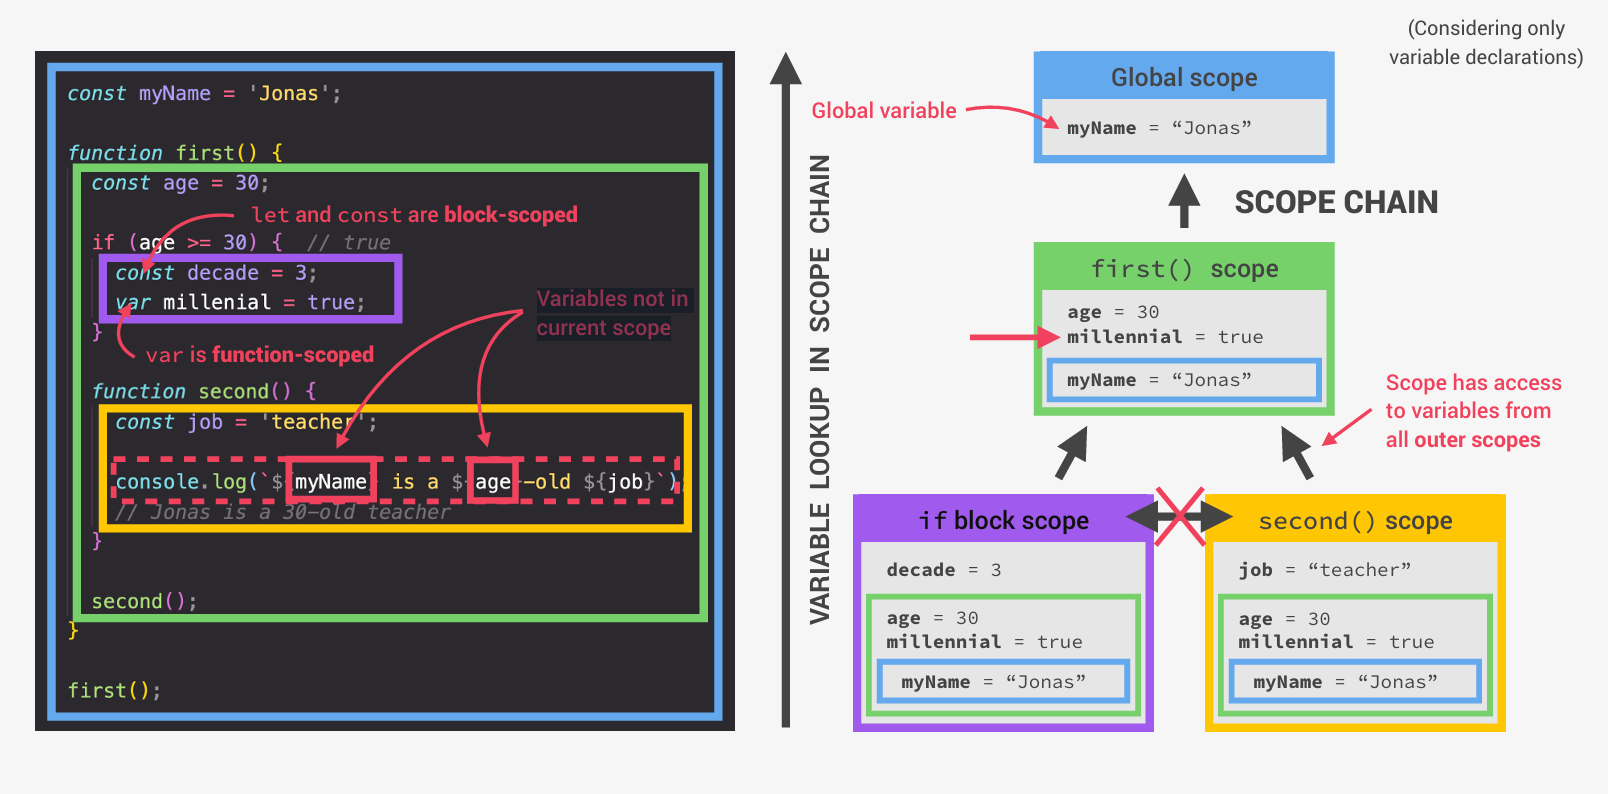 (Considering only
variable declarations)
const myName = 'Jonas';
function first() {
const age = 30;
let and const are block-scoped
if (age >= 30) { // true
const decade = 3;
var millenial = true;
}
var is function-scoped
Variables not in
current scope
function second() {
const job = 'teacher';
console.log(`${myName} is a ${age}-old ${job}`);
// Jonas is a 30-old teacher
}
second();
}
first();
VARIABLE LOOKUP IN SCOPE CHAIN
Global scope
Global variable
myName = “Jonas”
SCOPE CHAIN
first() scope
age = 30
millennial = true
myName = “Jonas”
Scope has access
to variables from
all outer scopes
if block scope
decade = 3
age = 30
millennial = true
myName = “Jonas”
second() scope
job = “teacher”
age = 30
millennial = true
myName = “Jonas”